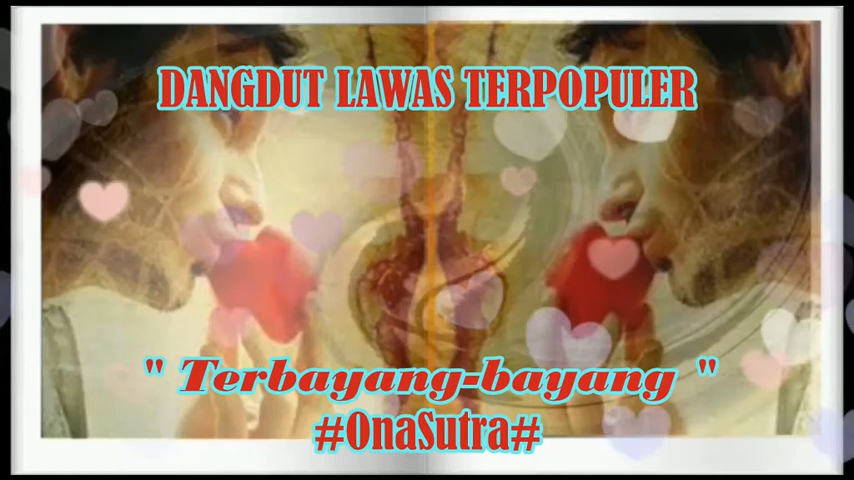 DANGDUT LAWAS TERPOPULER
" Terbayang-bayang "
#OnaSutra#